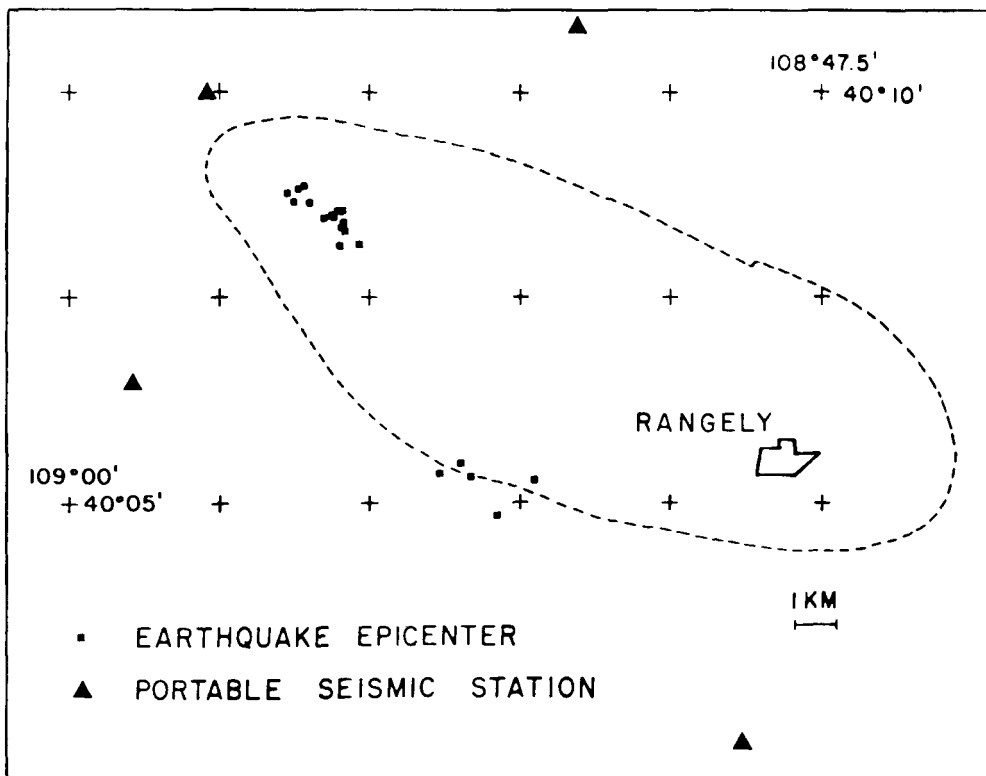 108°47.5'
40°10'
RANGELY
109°00'
40°05'
1KM
EARTHQUAKE EPICENTER
PORTABLE SEISMIC STATION